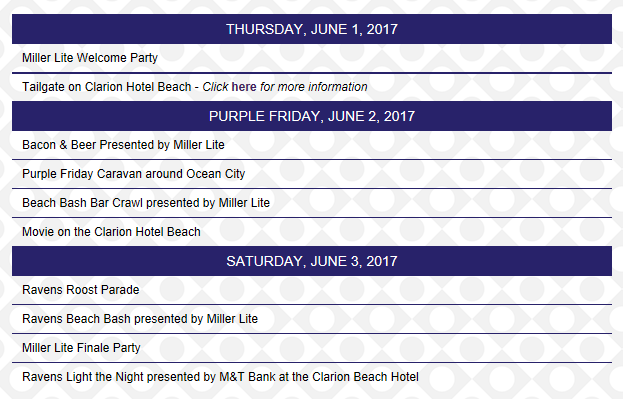 THURSDAY, JUNE 1, 2017
Miller Lite Welcome Party
Tailgate on Clarion Hotel Beach - Click here for more information
PURPLE FRIDAY, JUNE 2, 2017
Bacon & Beer Presented by Miller Lite
Purple Friday Caravan around Ocean City
Beach Bash Bar Crawl presented by Miller Lite
Movie on the Clarion Hotel Beach
SATURDAY, JUNE 3, 2017
Ravens Roost Parade
Ravens Beach Bash presented by Miller Lite
Miller Lite Finale Party
Ravens Light the Night presented by M&T Bank at the Clarion Beach Hotel